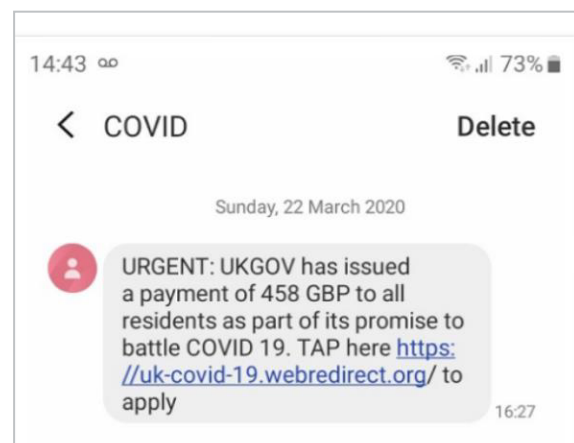 14:43
73%
COVID
Delete
Sunday, 22 March 2020
URGENT: UKGOV has issued
a payment of 458 GBP to all
residents as part of its promise to
battle COVID 19. TAP here https:
//uk-covid-19.webredirect.org/ to
apply
16:27